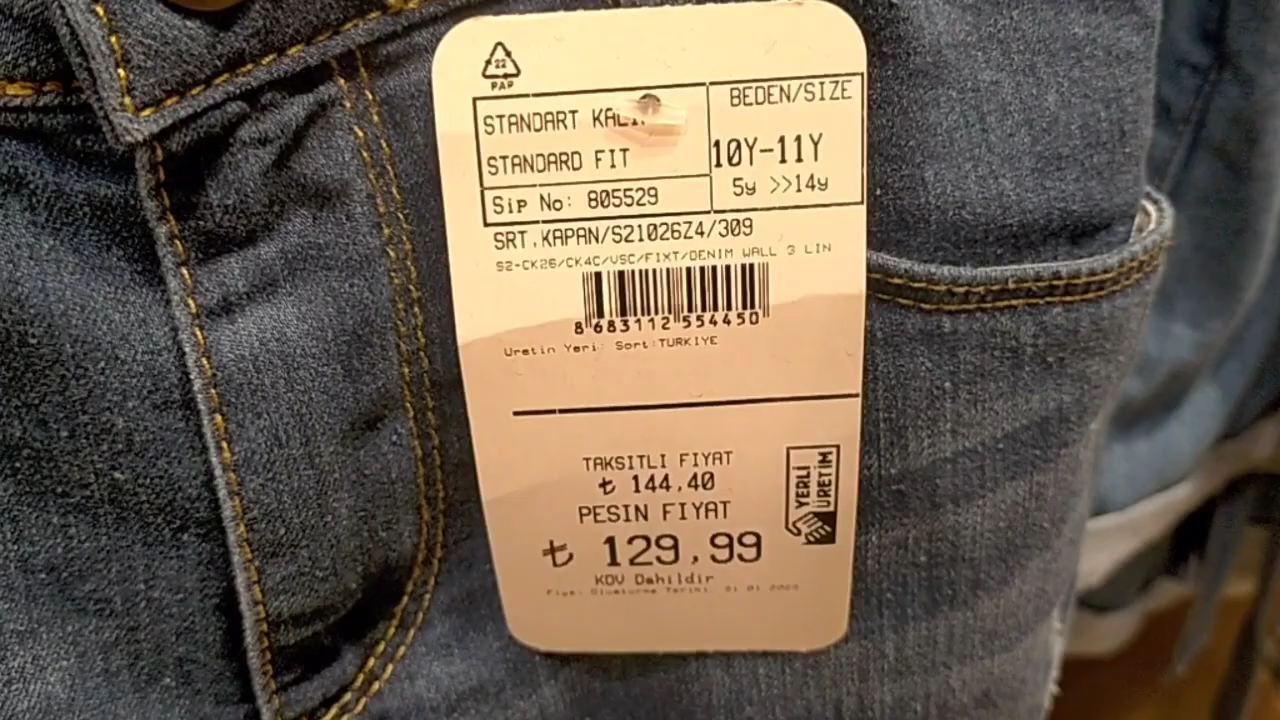 22
PAP
STANDART
STANDARD FIT
BEDEN/SIZE
10Y-11Y
5y >>14y
Sip No: 805529
SRT.KAPAN/S21026Z4/309
S2-CK26/CK4C/VSC/FIXT/DENIM WALL 3 LIN
8 683112 554450
Uretin Yeri: Sort:TURKIYE
TAKSITLI FIYAT
₺ 144,40
PESIN FIYAT
₺ 129,99
KDV Dahildir
YERLİ
ÜRETİM